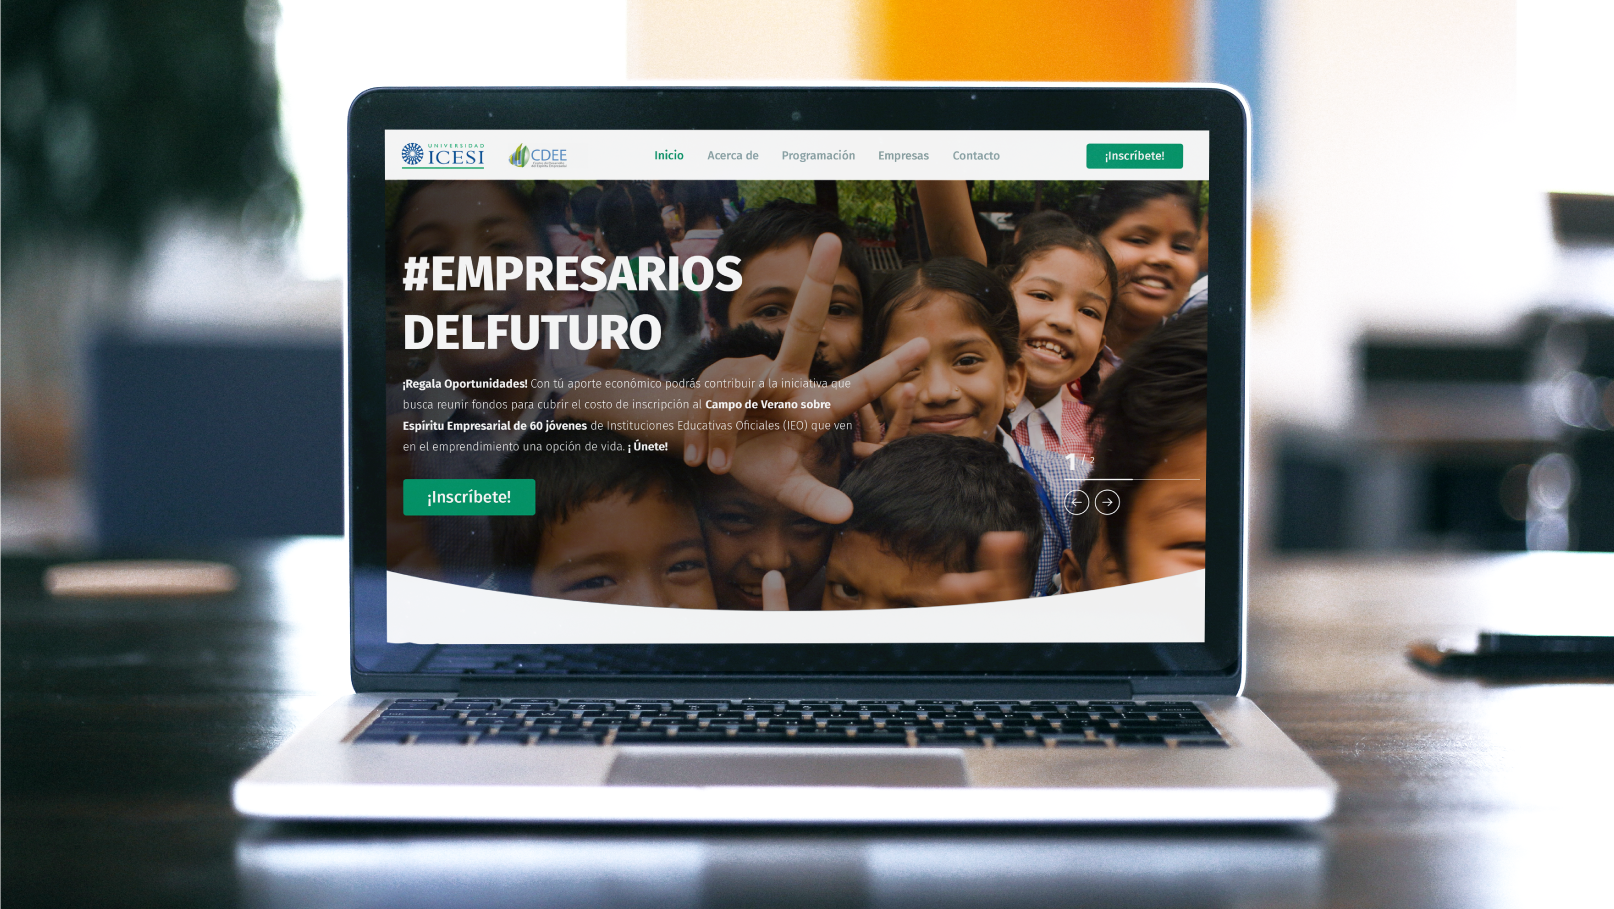 UNIVERSIDAD
ICESI
CDEE
Inicio
Acerca de
Programación
Empresas
Contacto
¡Inscríbete!
#EMPRESARIOS
DELFUTURO
¡Regala Oportunidades! Con tú aporte económico podrás contribuir a la iniciativa que
busca reunir fondos para cubrir el costo de inscripción al Campo de Verano sobre
Espíritu Empresarial de 60 jóvenes de Instituciones Educativas Oficiales (IEO) que ven
en el emprendimiento una opción de vida. ¡ Únete!
¡Inscríbete!
1 / 2